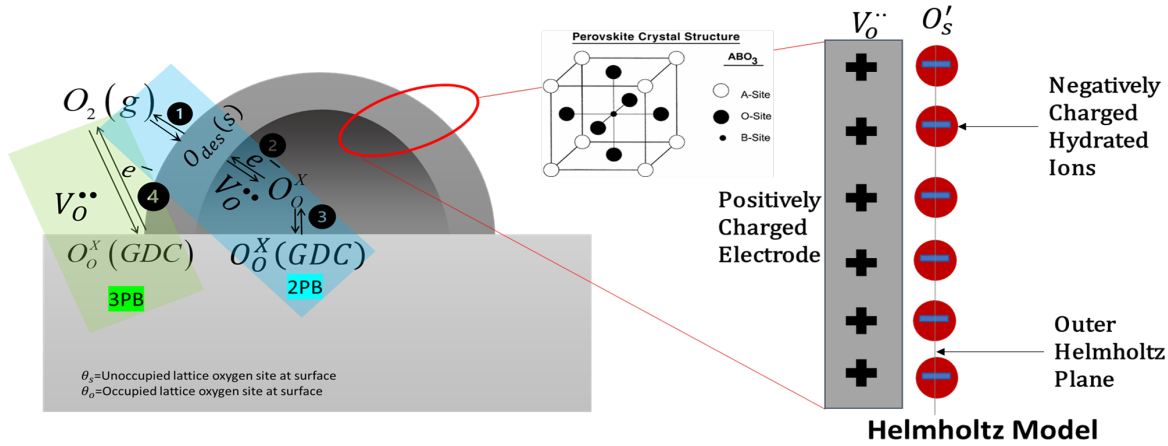 O₂(g)
1
O_des(s)
2
e⁻
V_O^••
O_O^X
3
O_O^X(GDC)
2PB
e⁻
4
V_O^••
O_O^X(GDC)
3PB
θₛ=Unoccupied lattice oxygen site at surface
θₒ=Occupied lattice oxygen site at surface
Perovskite Crystal Structure
ABO₃
A-Site
O-Site
B-Site
V_o^¨
O_s′
Positively
Charged
Electrode
Negatively
Charged
Hydrated
Ions
Outer
Helmholtz
Plane
Helmholtz Model